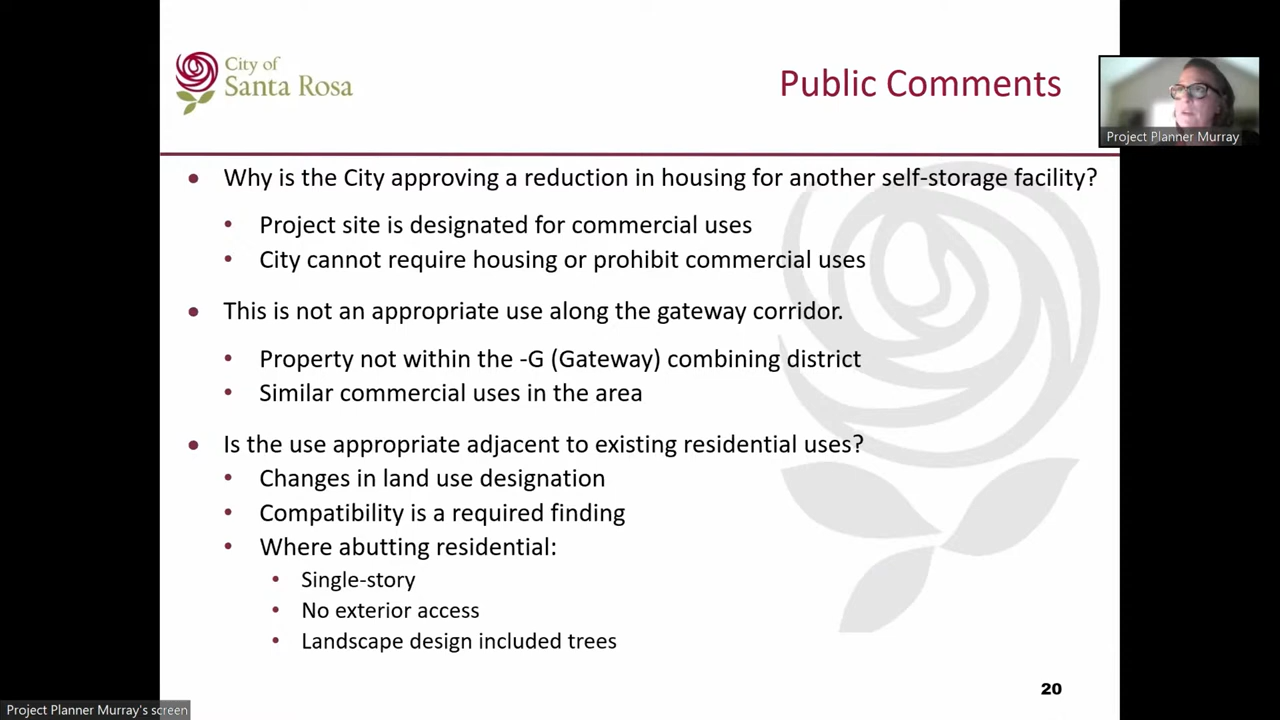 City of
Santa Rosa
Public Comments
Project Planner Murray
• Why is the City approving a reduction in housing for another self-storage facility?
• Project site is designated for commercial uses
• City cannot require housing or prohibit commercial uses
• This is not an appropriate use along the gateway corridor.
• Property not within the -G (Gateway) combining district
• Similar commercial uses in the area
• Is the use appropriate adjacent to existing residential uses?
• Changes in land use designation
• Compatibility is a required finding
• Where abutting residential:
• Single-story
• No exterior access
• Landscape design included trees
20
Project Planner Murray's screen